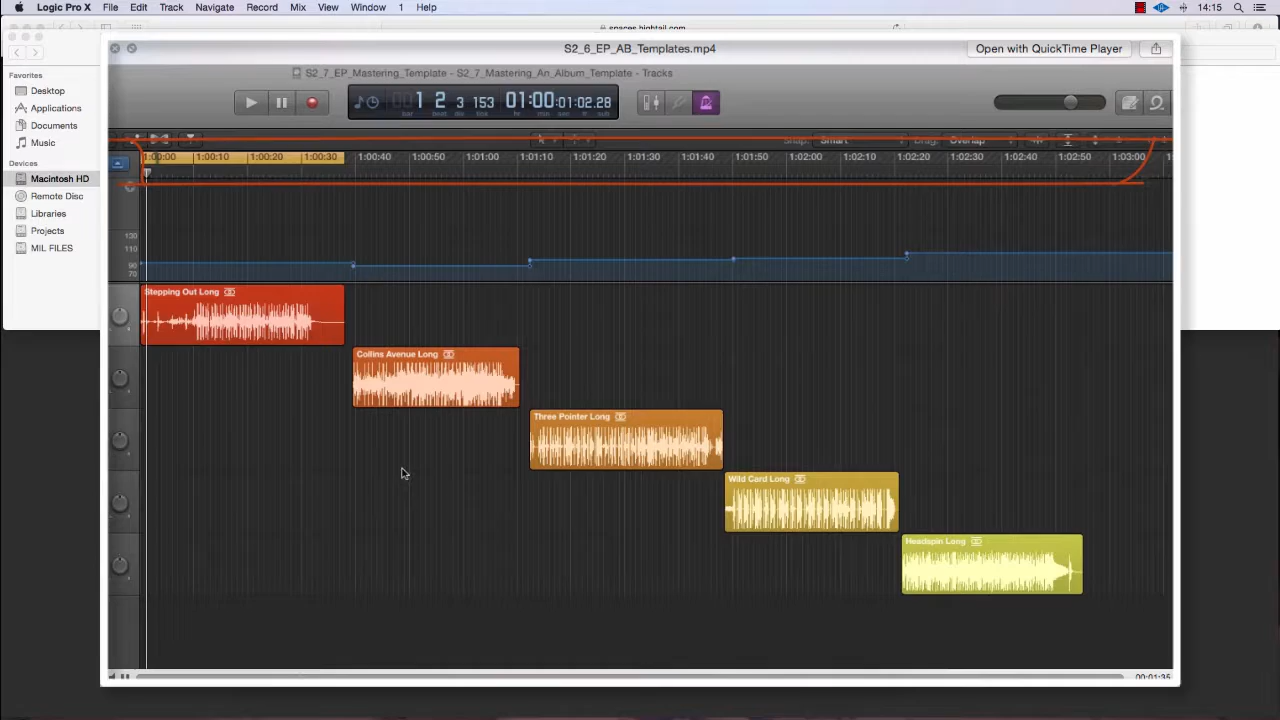 Logic Pro X File Edit Track Navigate Record Mix View Window 1 Help 14:15
spaces.hightail.com
S2_6_EP_AB_Templates.mp4 Open with QuickTime Player
S2_7_EP_Mastering_Template - S2_7_Mastering_An_Album_Template - Tracks
Favorites
Desktop
Applications
Documents
Music
Devices
Macintosh HD
Remote Disc
Libraries
Projects
MIL FILES
1 2 3 153 01:00:01:02.28
bar beat div tick hr min sec fr sub
Snap: Smart Drag: Overlap
1:00:00 1:00:10 1:00:20 1:00:30 1:00:40 1:00:50 1:01:00 1:01:10 1:01:20 1:01:30 1:01:40 1:01:50 1:02:00 1:02:10 1:02:20 1:02:30 1:02:40 1:02:50 1:03:00
130
110
90
70
Stepping Out Long
Collins Avenue Long
Three Pointer Long
Wild Card Long
Headspin Long
00:01:35